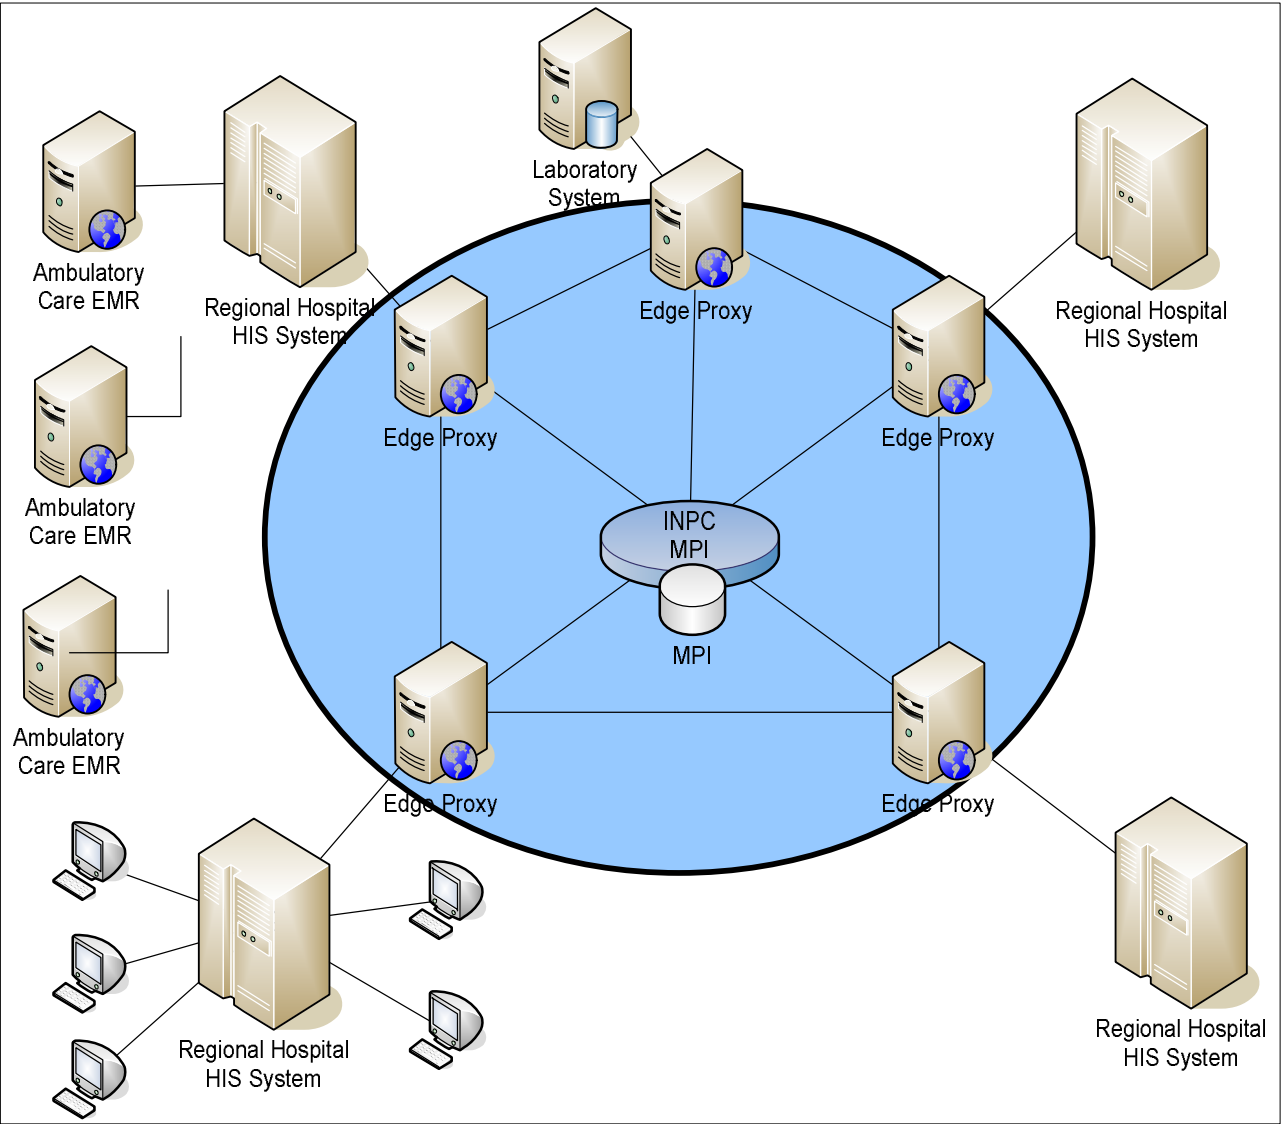 Laboratory
System
Ambulatory
Care EMR
Regional Hospital
HIS System
Edge Proxy
Regional Hospital
HIS System
Edge Proxy
Edge Proxy
Ambulatory
Care EMR
INPC
MPI
MPI
Ambulatory
Care EMR
Edge Proxy
Edge Proxy
Regional Hospital
HIS System
Regional Hospital
HIS System